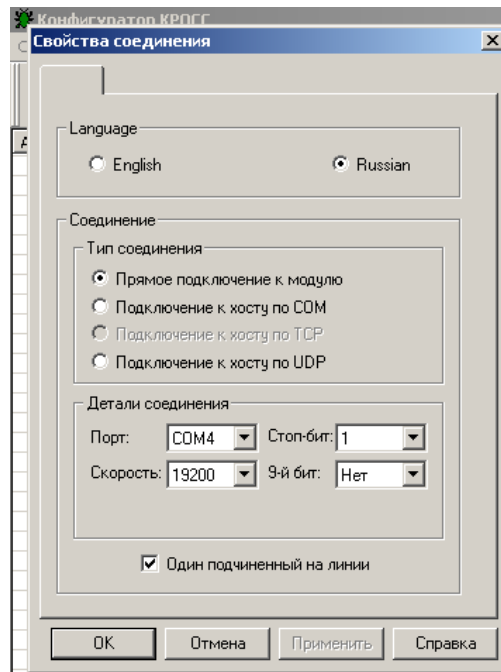 Конфигуратор КРОСС
Свойства соединения
Language
English
Russian
Соединение
Тип соединения
Прямое подключение к модулю
Подключение к хосту по COM
Подключение к хосту по TCP
Подключение к хосту по UDP
Детали соединения
Порт: COM4 Стоп-бит: 1
Скорость: 19200 9-й бит: Нет
Один подчиненный на линии
OK Отмена Применить Справка